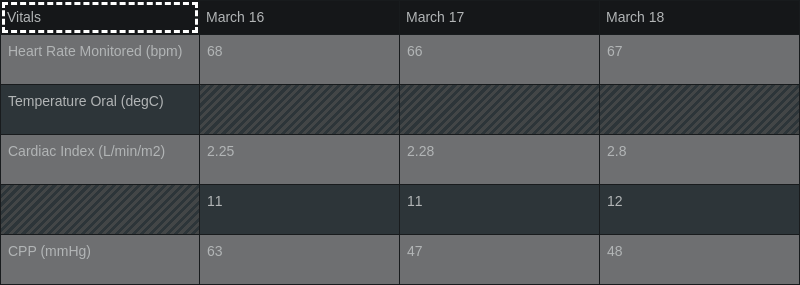 Vitals March 16 March 17 March 18
Heart Rate Monitored (bpm) 68 66 67
Temperature Oral (degC)
Cardiac Index (L/min/m2) 2.25 2.28 2.8
11 11 12
CPP (mmHg) 63 47 48